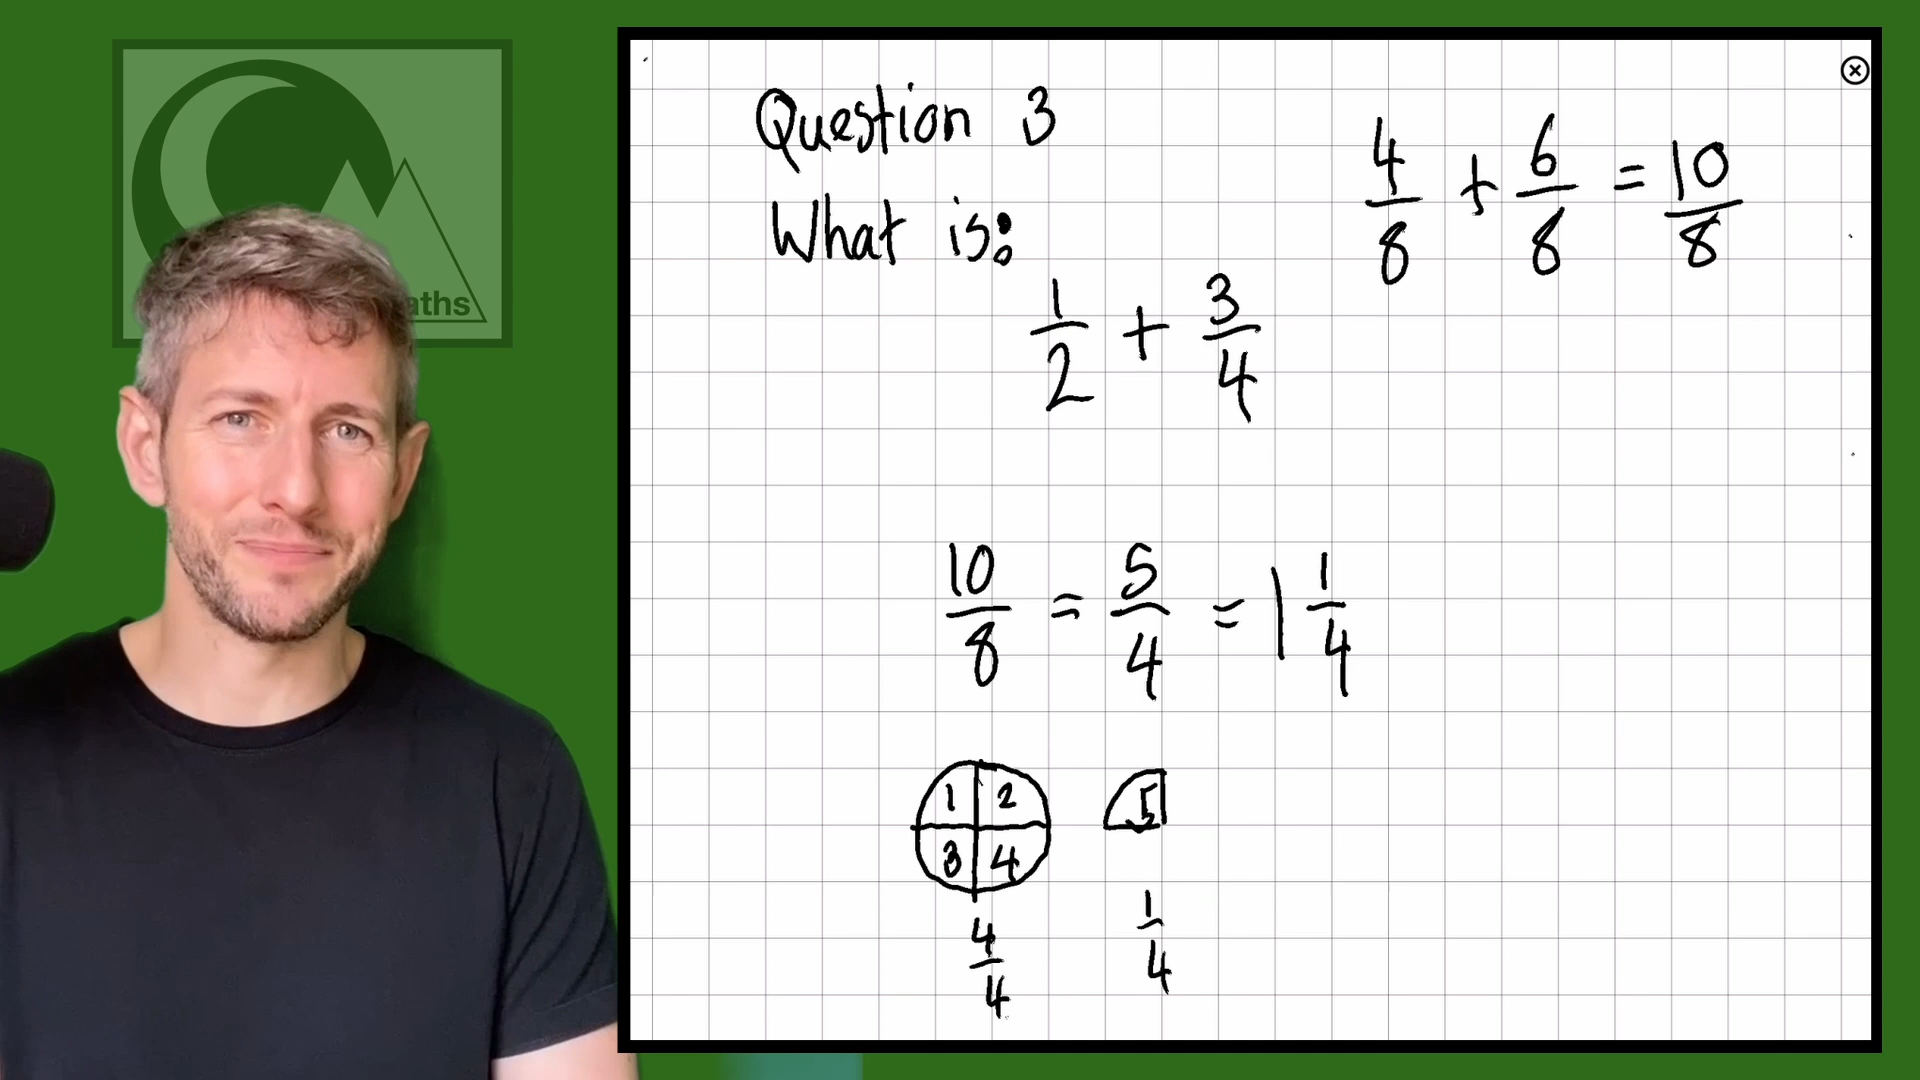 Question 3
What is:
1/2 + 3/4
4/8 + 6/8 = 10/8
10/8 = 5/4 = 1 1/4
1 2
3 4
5
4/4
1/4
aths